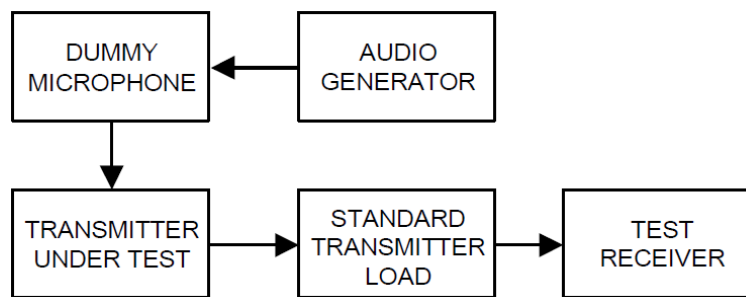 DUMMY
MICROPHONE
AUDIO
GENERATOR
TRANSMITTER
UNDER TEST
STANDARD
TRANSMITTER
LOAD
TEST
RECEIVER